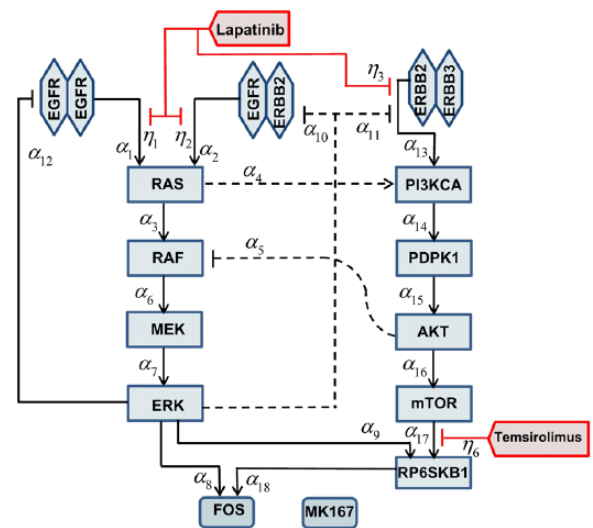 Lapatinib
EGFR
EGFR
EGFR
ERBB2
ERBB2
ERBB3
η3
η1
η2
α10
α11
α12
α1
α2
α13
RAS
α4
PI3KCA
α3
α14
RAF
α5
PDPK1
α6
α15
MEK
AKT
α7
α16
ERK
mTOR
α9
α17
η6
Temsirolimus
RP6SKB1
α8
α18
FOS
MK167